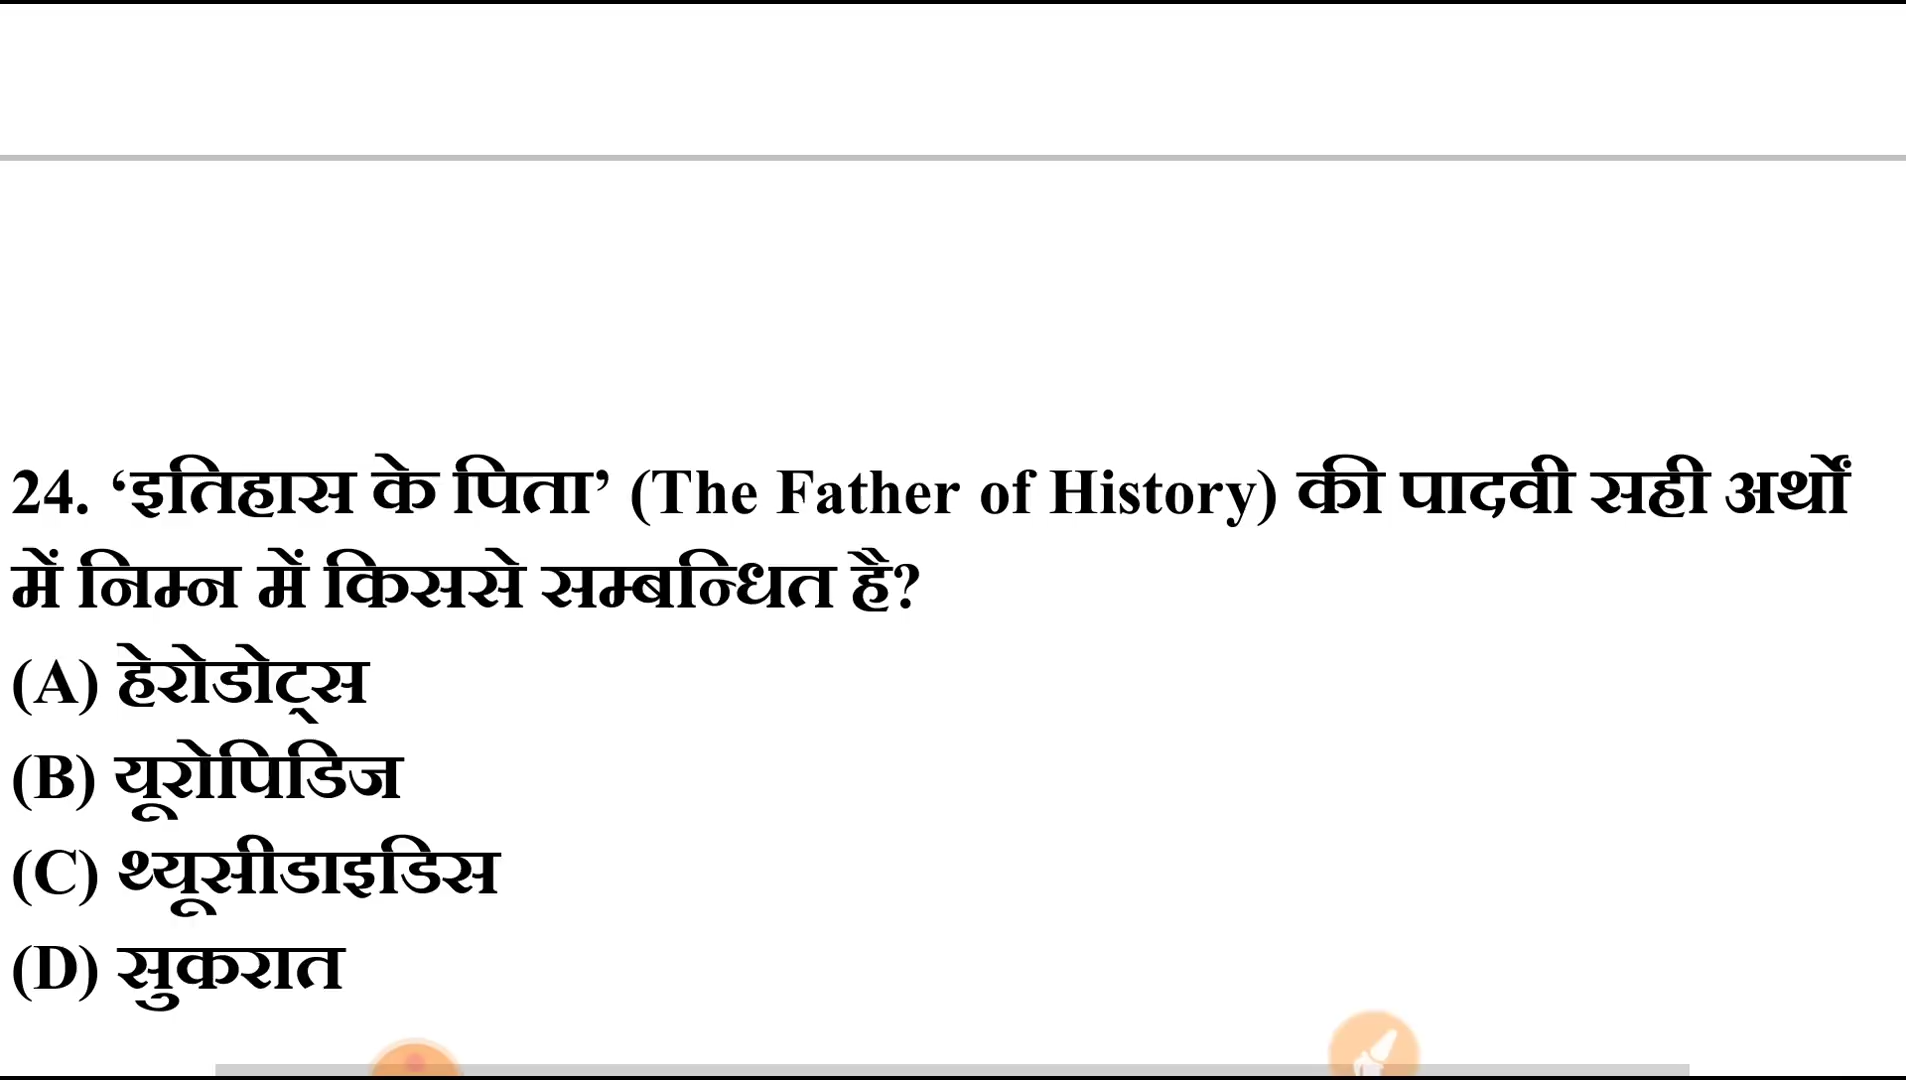 24. ‘इतिहास के पिता’ (The Father of History) की पादवी सही अर्थों
में निम्न में किससे सम्बन्धित है?
(A) हेरोडोट्स
(B) यूरोपिडिज
(C) थ्यूसीडाइडिस
(D) सुकरात